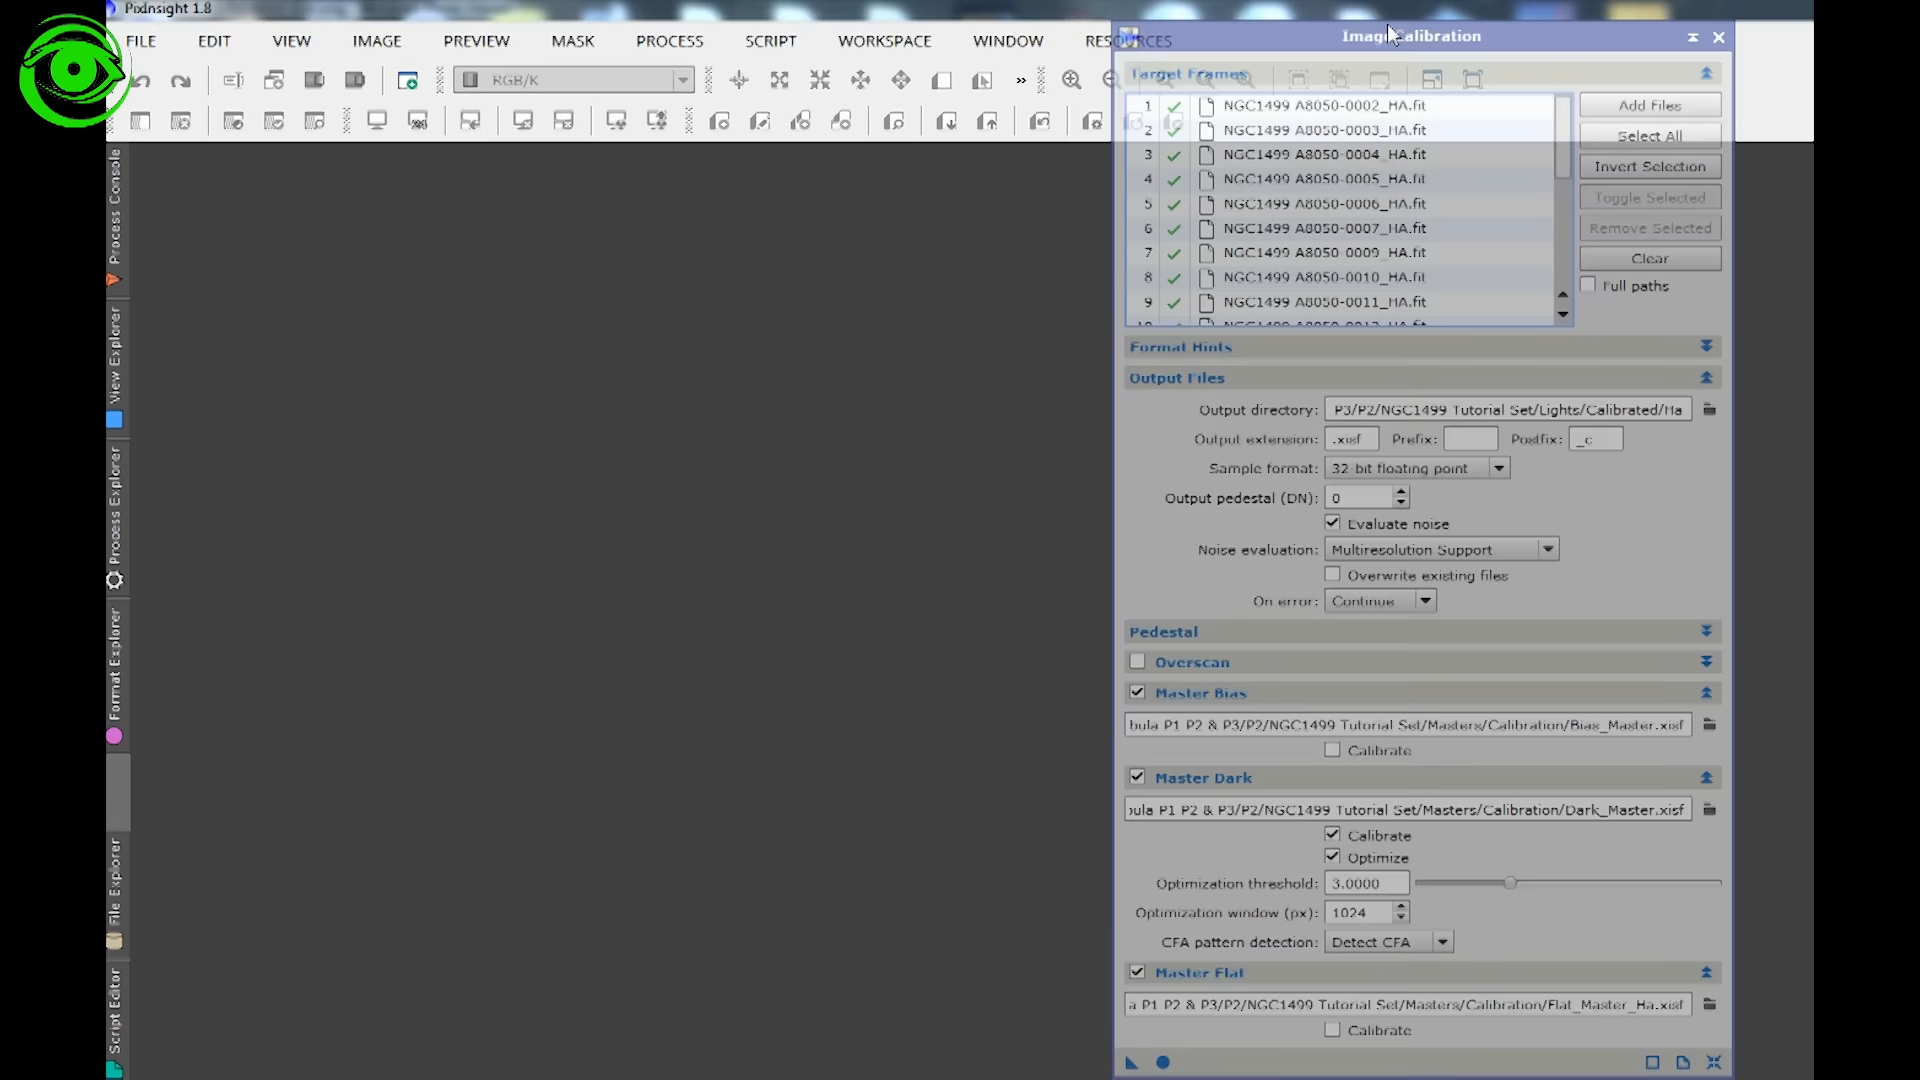 PixInsight 1.8
FILE EDIT VIEW IMAGE PREVIEW MASK PROCESS SCRIPT WORKSPACE WINDOW RESOURCES
RGB/K
Process Console
View Explorer
Process Explorer
Format Explorer
File Explorer
Script Editor
ImageCalibration
Target Frames
1 NGC1499 A8050-0002_HA.fit
2 NGC1499 A8050-0003_HA.fit
3 NGC1499 A8050-0004_HA.fit
4 NGC1499 A8050-0005_HA.fit
5 NGC1499 A8050-0006_HA.fit
6 NGC1499 A8050-0007_HA.fit
7 NGC1499 A8050-0009_HA.fit
8 NGC1499 A8050-0010_HA.fit
9 NGC1499 A8050-0011_HA.fit
Add Files
Select All
Invert Selection
Toggle Selected
Remove Selected
Clear
Full paths
Format Hints
Output Files
Output directory: P3/P2/NGC1499 Tutorial Set/Lights/Calibrated/Ha
Output extension: .xisf Prefix: Postfix: _c
Sample format: 32-bit floating point
Output pedestal (DN): 0
Evaluate noise
Noise evaluation: Multiresolution Support
Overwrite existing files
On error: Continue
Pedestal
Overscan
Master Bias
bula P1 P2 & P3/P2/NGC1499 Tutorial Set/Masters/Calibration/Bias_Master.xisf
Calibrate
Master Dark
ula P1 P2 & P3/P2/NGC1499 Tutorial Set/Masters/Calibration/Dark_Master.xisf
Calibrate
Optimize
Optimization threshold: 3.0000
Optimization window (px): 1024
CFA pattern detection: Detect CFA
Master Flat
a P1 P2 & P3/P2/NGC1499 Tutorial Set/Masters/Calibration/Flat_Master_Ha.xisf
Calibrate